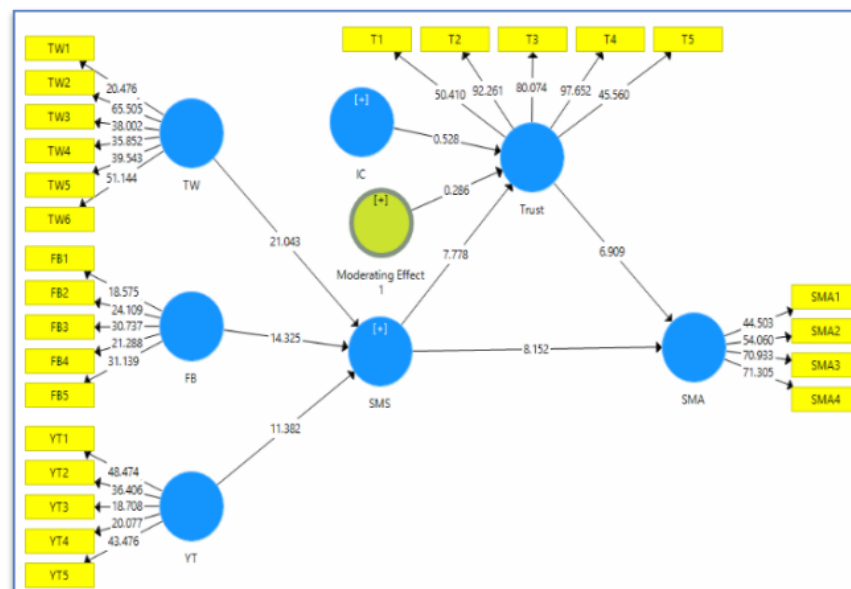 T1
T2
T3
T4
T5
50.410
92.261
80.074
97.652
45.560
TW1
TW2
TW3
TW4
TW5
TW6
20.476
65.505
38.002
35.852
39.543
51.144
TW
[+]
IC
0.528
[+]
Moderating Effect
1
0.286
Trust
21.043
7.778
6.909
FB1
FB2
FB3
FB4
FB5
18.575
24.109
30.737
21.288
31.139
FB
14.325
[+]
SMS
8.152
SMA
SMA1
SMA2
SMA3
SMA4
44.503
54.060
70.933
71.305
11.382
YT1
YT2
YT3
YT4
YT5
48.474
36.406
18.708
20.077
43.476
YT